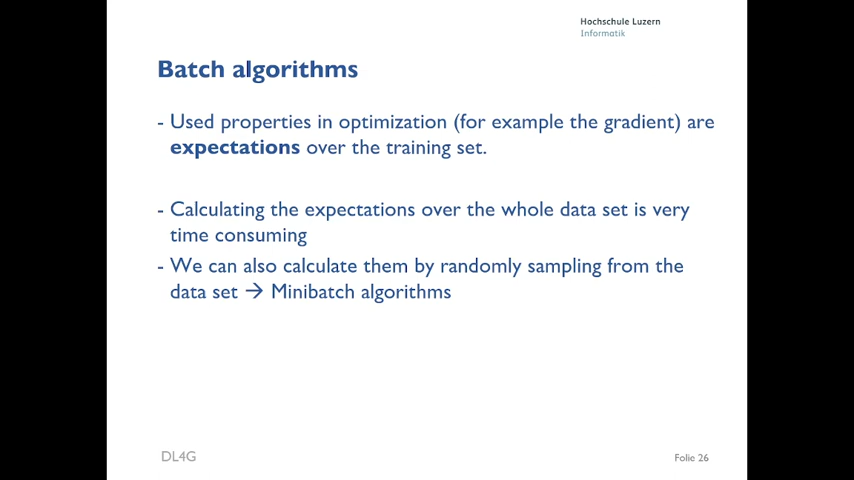 Hochschule Luzern
Informatik
Batch algorithms
- Used properties in optimization (for example the gradient) are
expectations over the training set.
- Calculating the expectations over the whole data set is very
time consuming
- We can also calculate them by randomly sampling from the
data set → Minibatch algorithms
DL4G
Folie 26